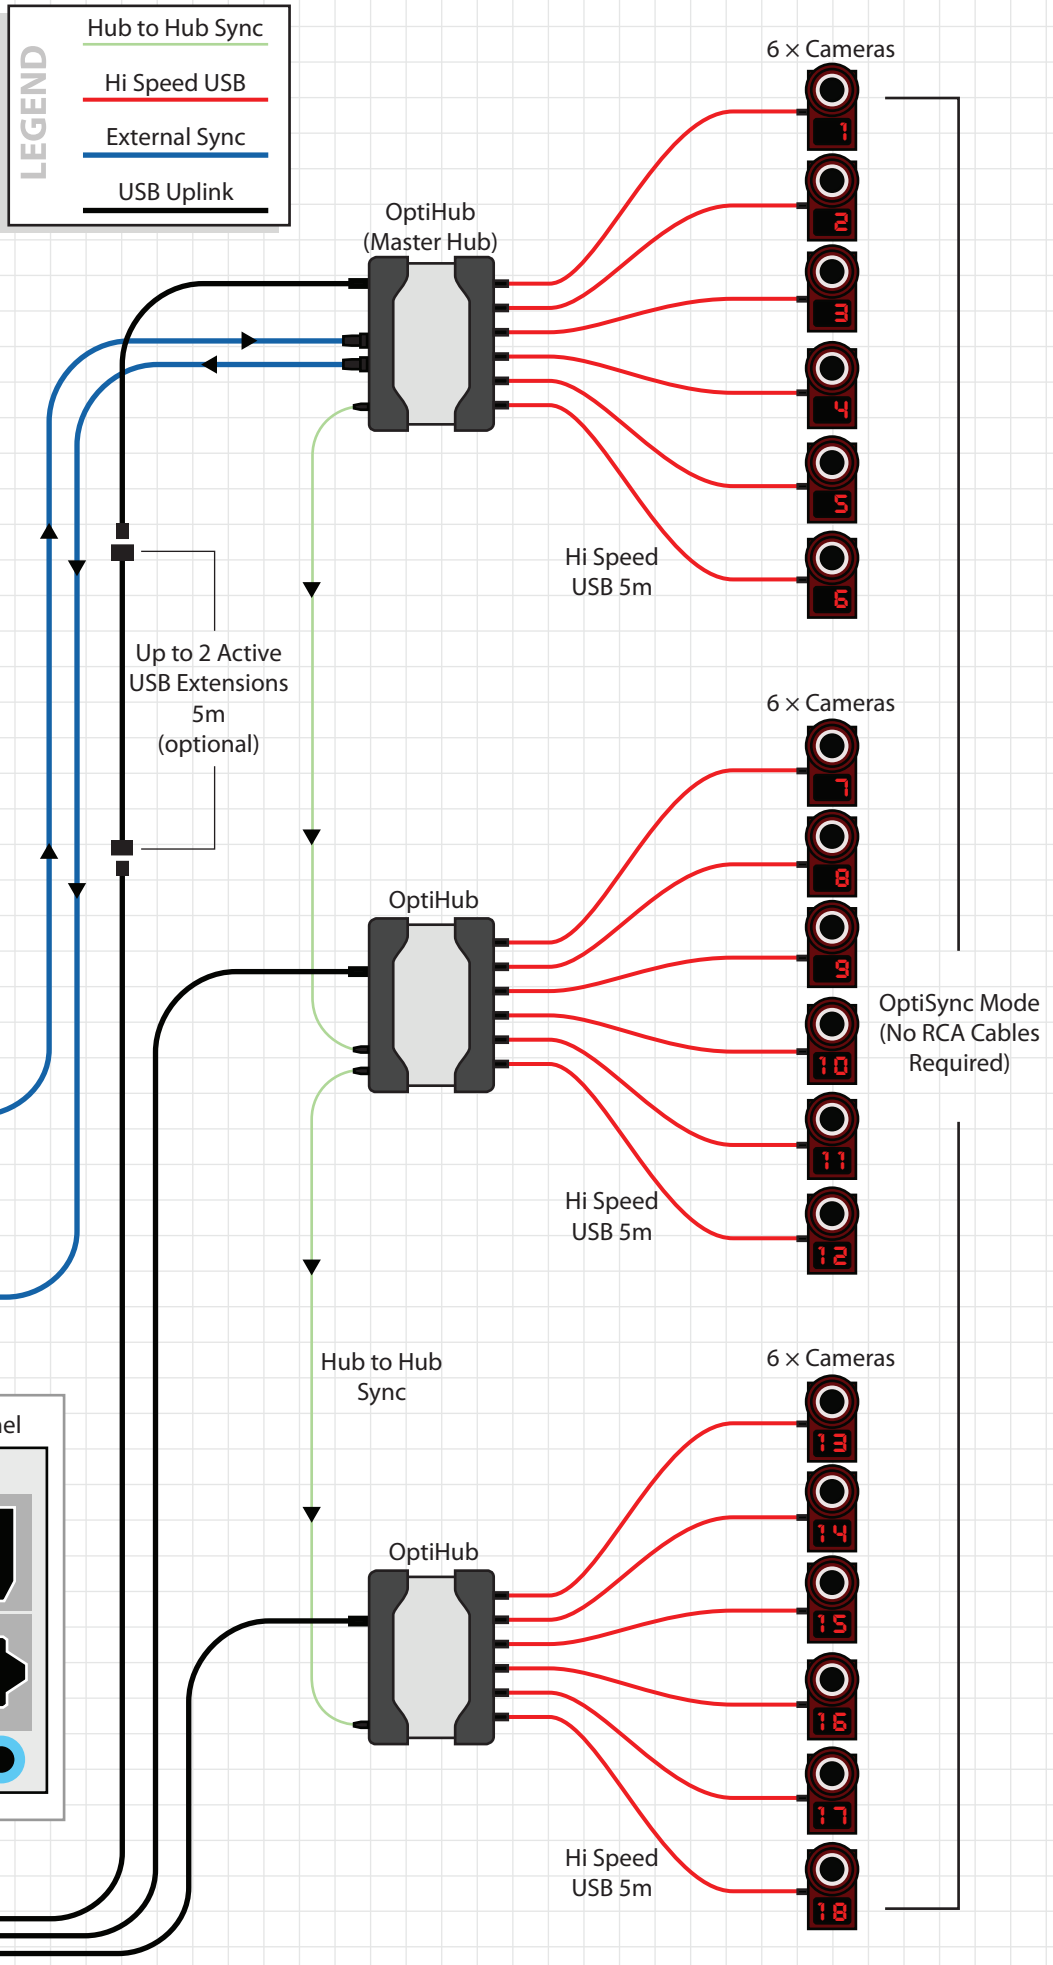 LEGEND
Hub to Hub Sync
Hi Speed USB
External Sync
USB Uplink
6 × Cameras
1
2
3
4
5
6
OptiHub
(Master Hub)
Hi Speed
USB 5m
Up to 2 Active
USB Extensions
5m
(optional)
6 × Cameras
7
8
9
10
11
12
OptiHub
Hi Speed
USB 5m
OptiSync Mode
(No RCA Cables
Required)
Hub to Hub
Sync
6 × Cameras
13
14
15
16
17
18
OptiHub
Hi Speed
USB 5m